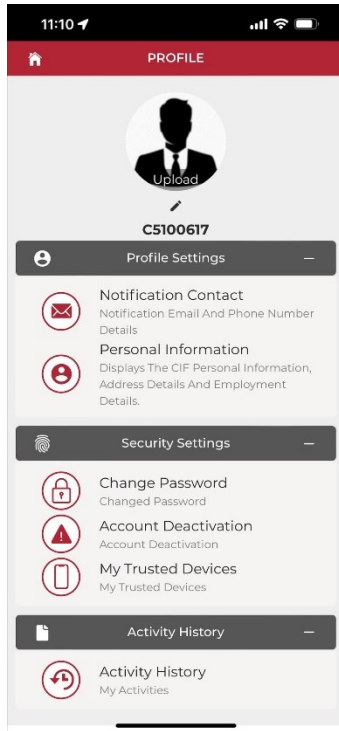 11:10
PROFILE
Upload
C5100617
Profile Settings
Notification Contact
Notification Email And Phone Number
Details
Personal Information
Displays The CIF Personal Information,
Address Details And Employment
Details.
Security Settings
Change Password
Changed Password
Account Deactivation
Account Deactivation
My Trusted Devices
My Trusted Devices
Activity History
Activity History
My Activities